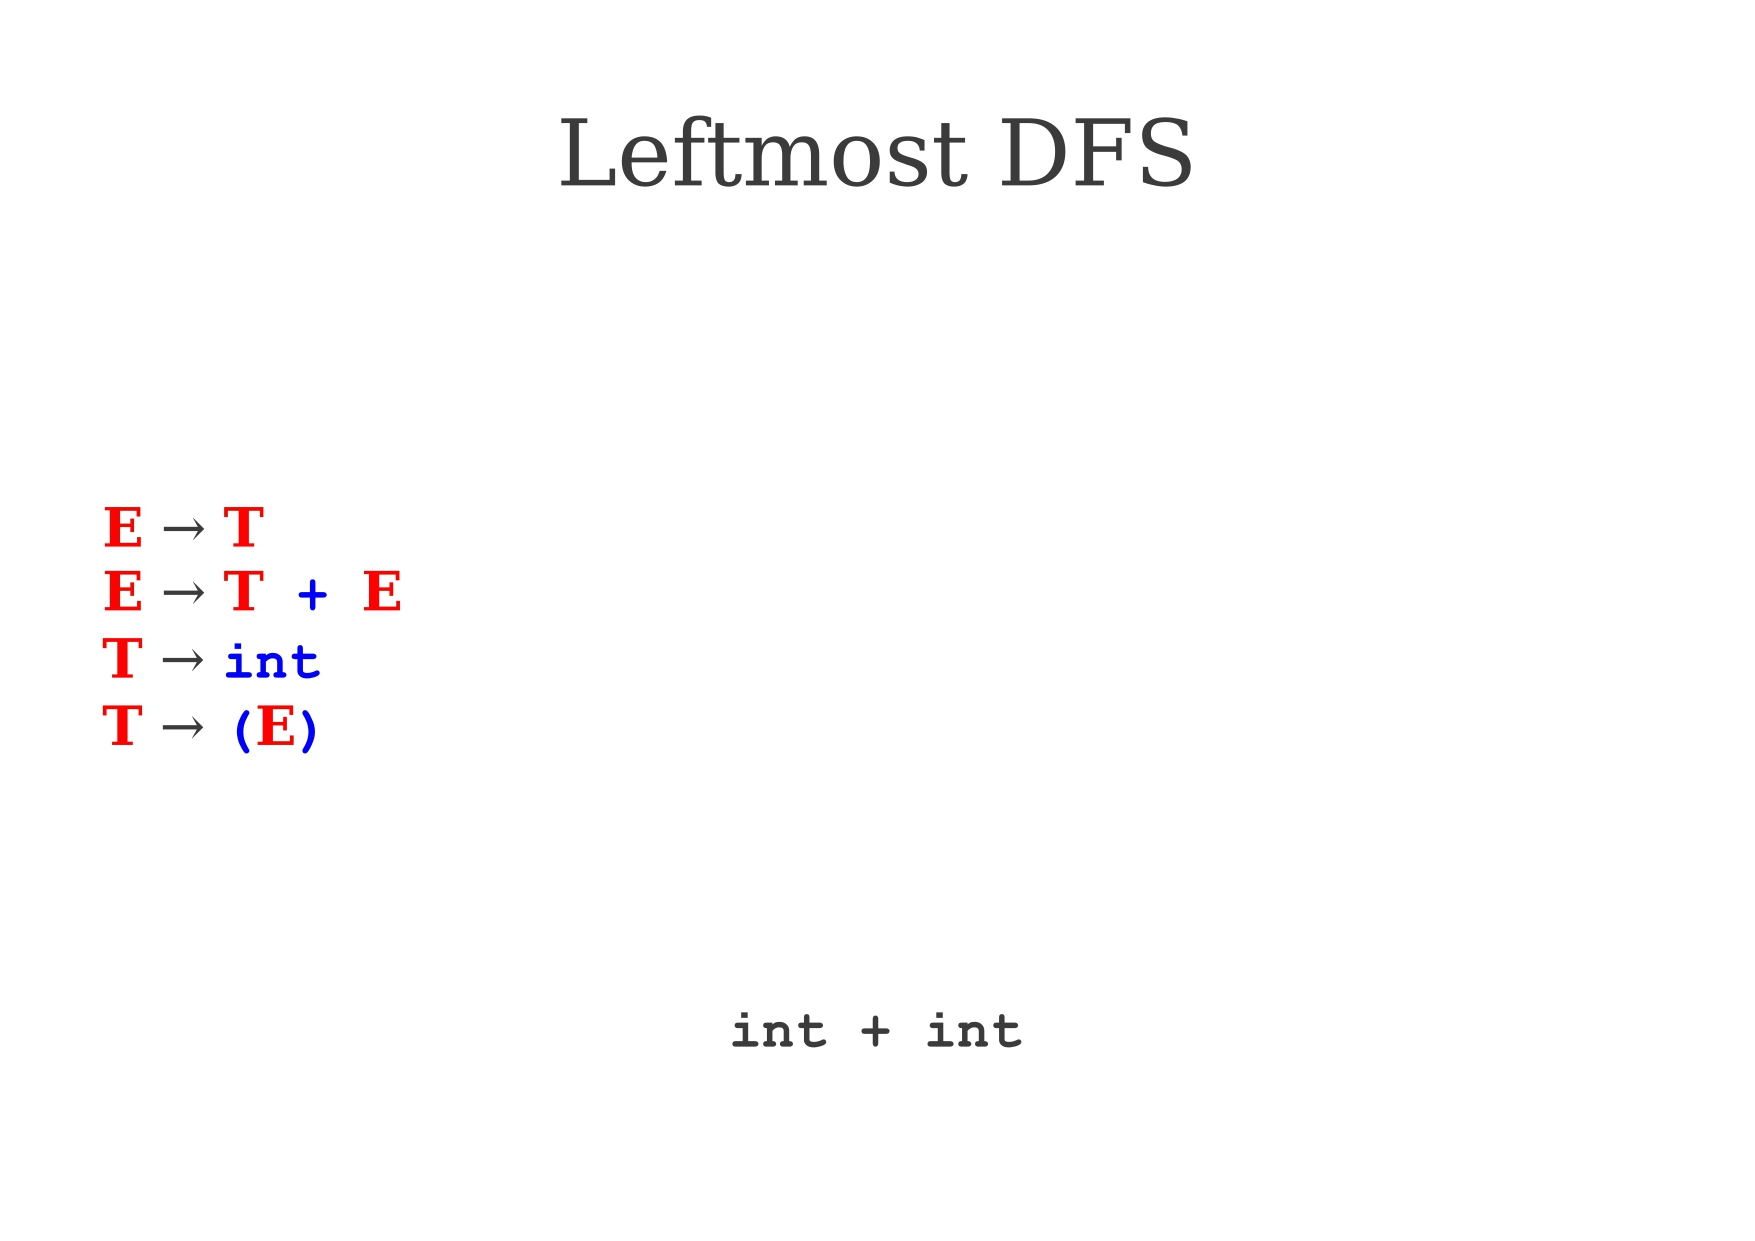 Leftmost DFS
E → T
E → T + E
T → int
T → (E)
int + int